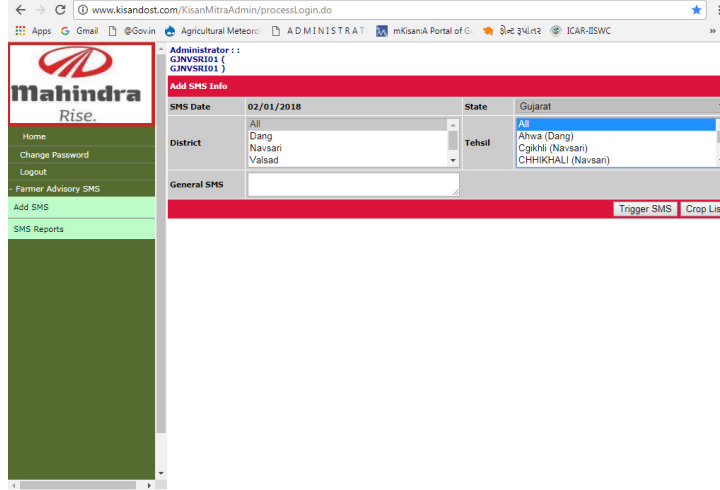 www.kisandost.com/KisanMitraAdmin/processLogin.do
Apps G Gmail @Gov.in Agricultural Meteoro A D M I N I S T R A T mKisan:A Portal of Go ICAR-IISWC »
Mahindra
Rise.
Home
Change Password
Logout
- Farmer Advisory SMS
Add SMS
SMS Reports
Administrator : :
GJNVSRI01 (
GJNVSRI01 )
Add SMS Info
SMS Date 02/01/2018 State Gujarat
District
All
Dang
Navsari
Valsad
Tehsil
All
Ahwa (Dang)
Cgikhli (Navsari)
CHHIKHALI (Navsari)
General SMS
Trigger SMS Crop Lis